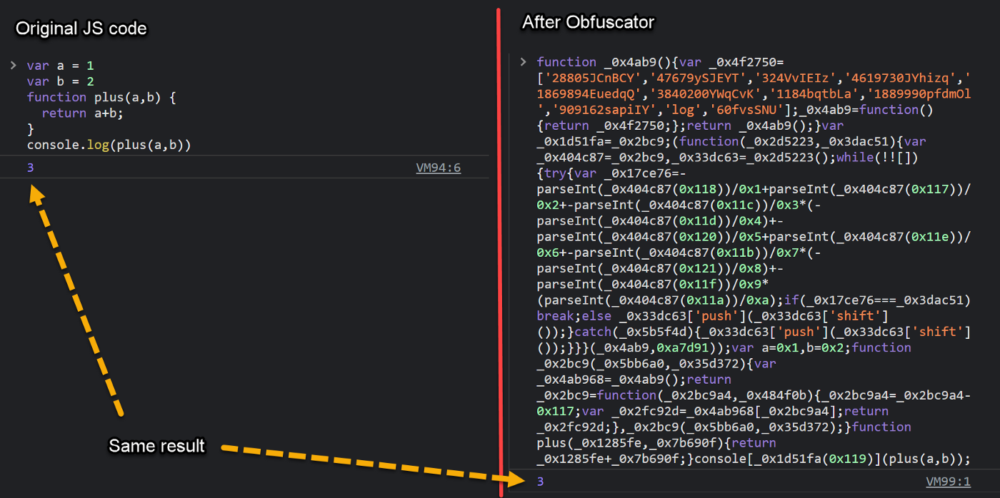 Original JS code
> var a = 1
var b = 2
function plus(a,b) {
  return a+b;
}
console.log(plus(a,b))
3 VM94:6
Same result
After Obfuscator
> function _0x4ab9(){var _0x4f2750=
['28805JCnBCY','47679ySJEYT','324VvIEIz','4619730JYhizq','
1869894EuedqQ','3840200YWqCvK','1184bqtbLa','1889990pfdmOl
','909162sapiIY','log','60fvsSNU'];_0x4ab9=function()
{return _0x4f2750;};return _0x4ab9();}var
_0x1d51fa=_0x2bc9;(function(_0x2d5223,_0x3dac51){var
_0x404c87=_0x2bc9,_0x33dc63=_0x2d5223();while(!![])
{try{var _0x17ce76=-
parseInt(_0x404c87(0x118))/0x1+parseInt(_0x404c87(0x117))/
0x2+-parseInt(_0x404c87(0x11c))/0x3*(-
parseInt(_0x404c87(0x11d))/0x4)+-
parseInt(_0x404c87(0x120))/0x5+parseInt(_0x404c87(0x11e))/
0x6+-parseInt(_0x404c87(0x11b))/0x7*(-
parseInt(_0x404c87(0x121))/0x8)+-
parseInt(_0x404c87(0x11f))/0x9*
(parseInt(_0x404c87(0x11a))/0xa);if(_0x17ce76===_0x3dac51)
break;else _0x33dc63['push'](_0x33dc63['shift']
());}catch(_0x5b5f4d){_0x33dc63['push'](_0x33dc63['shift']
());}}}(_0x4ab9,0xa7d91));var a=0x1,b=0x2;function
_0x2bc9(_0x5bb6a0,_0x35d372){var
_0x4ab968=_0x4ab9();return
_0x2bc9=function(_0x2bc9a4,_0x484f0b){_0x2bc9a4=_0x2bc9a4-
0x117;var _0x2fc92d=_0x4ab968[_0x2bc9a4];return
_0x2fc92d;},_0x2bc9(_0x5bb6a0,_0x35d372);}function
plus(_0x1285fe,_0x7b690f){return
_0x1285fe+_0x7b690f;}console[_0x1d51fa(0x119)](plus(a,b));
3 VM99:1